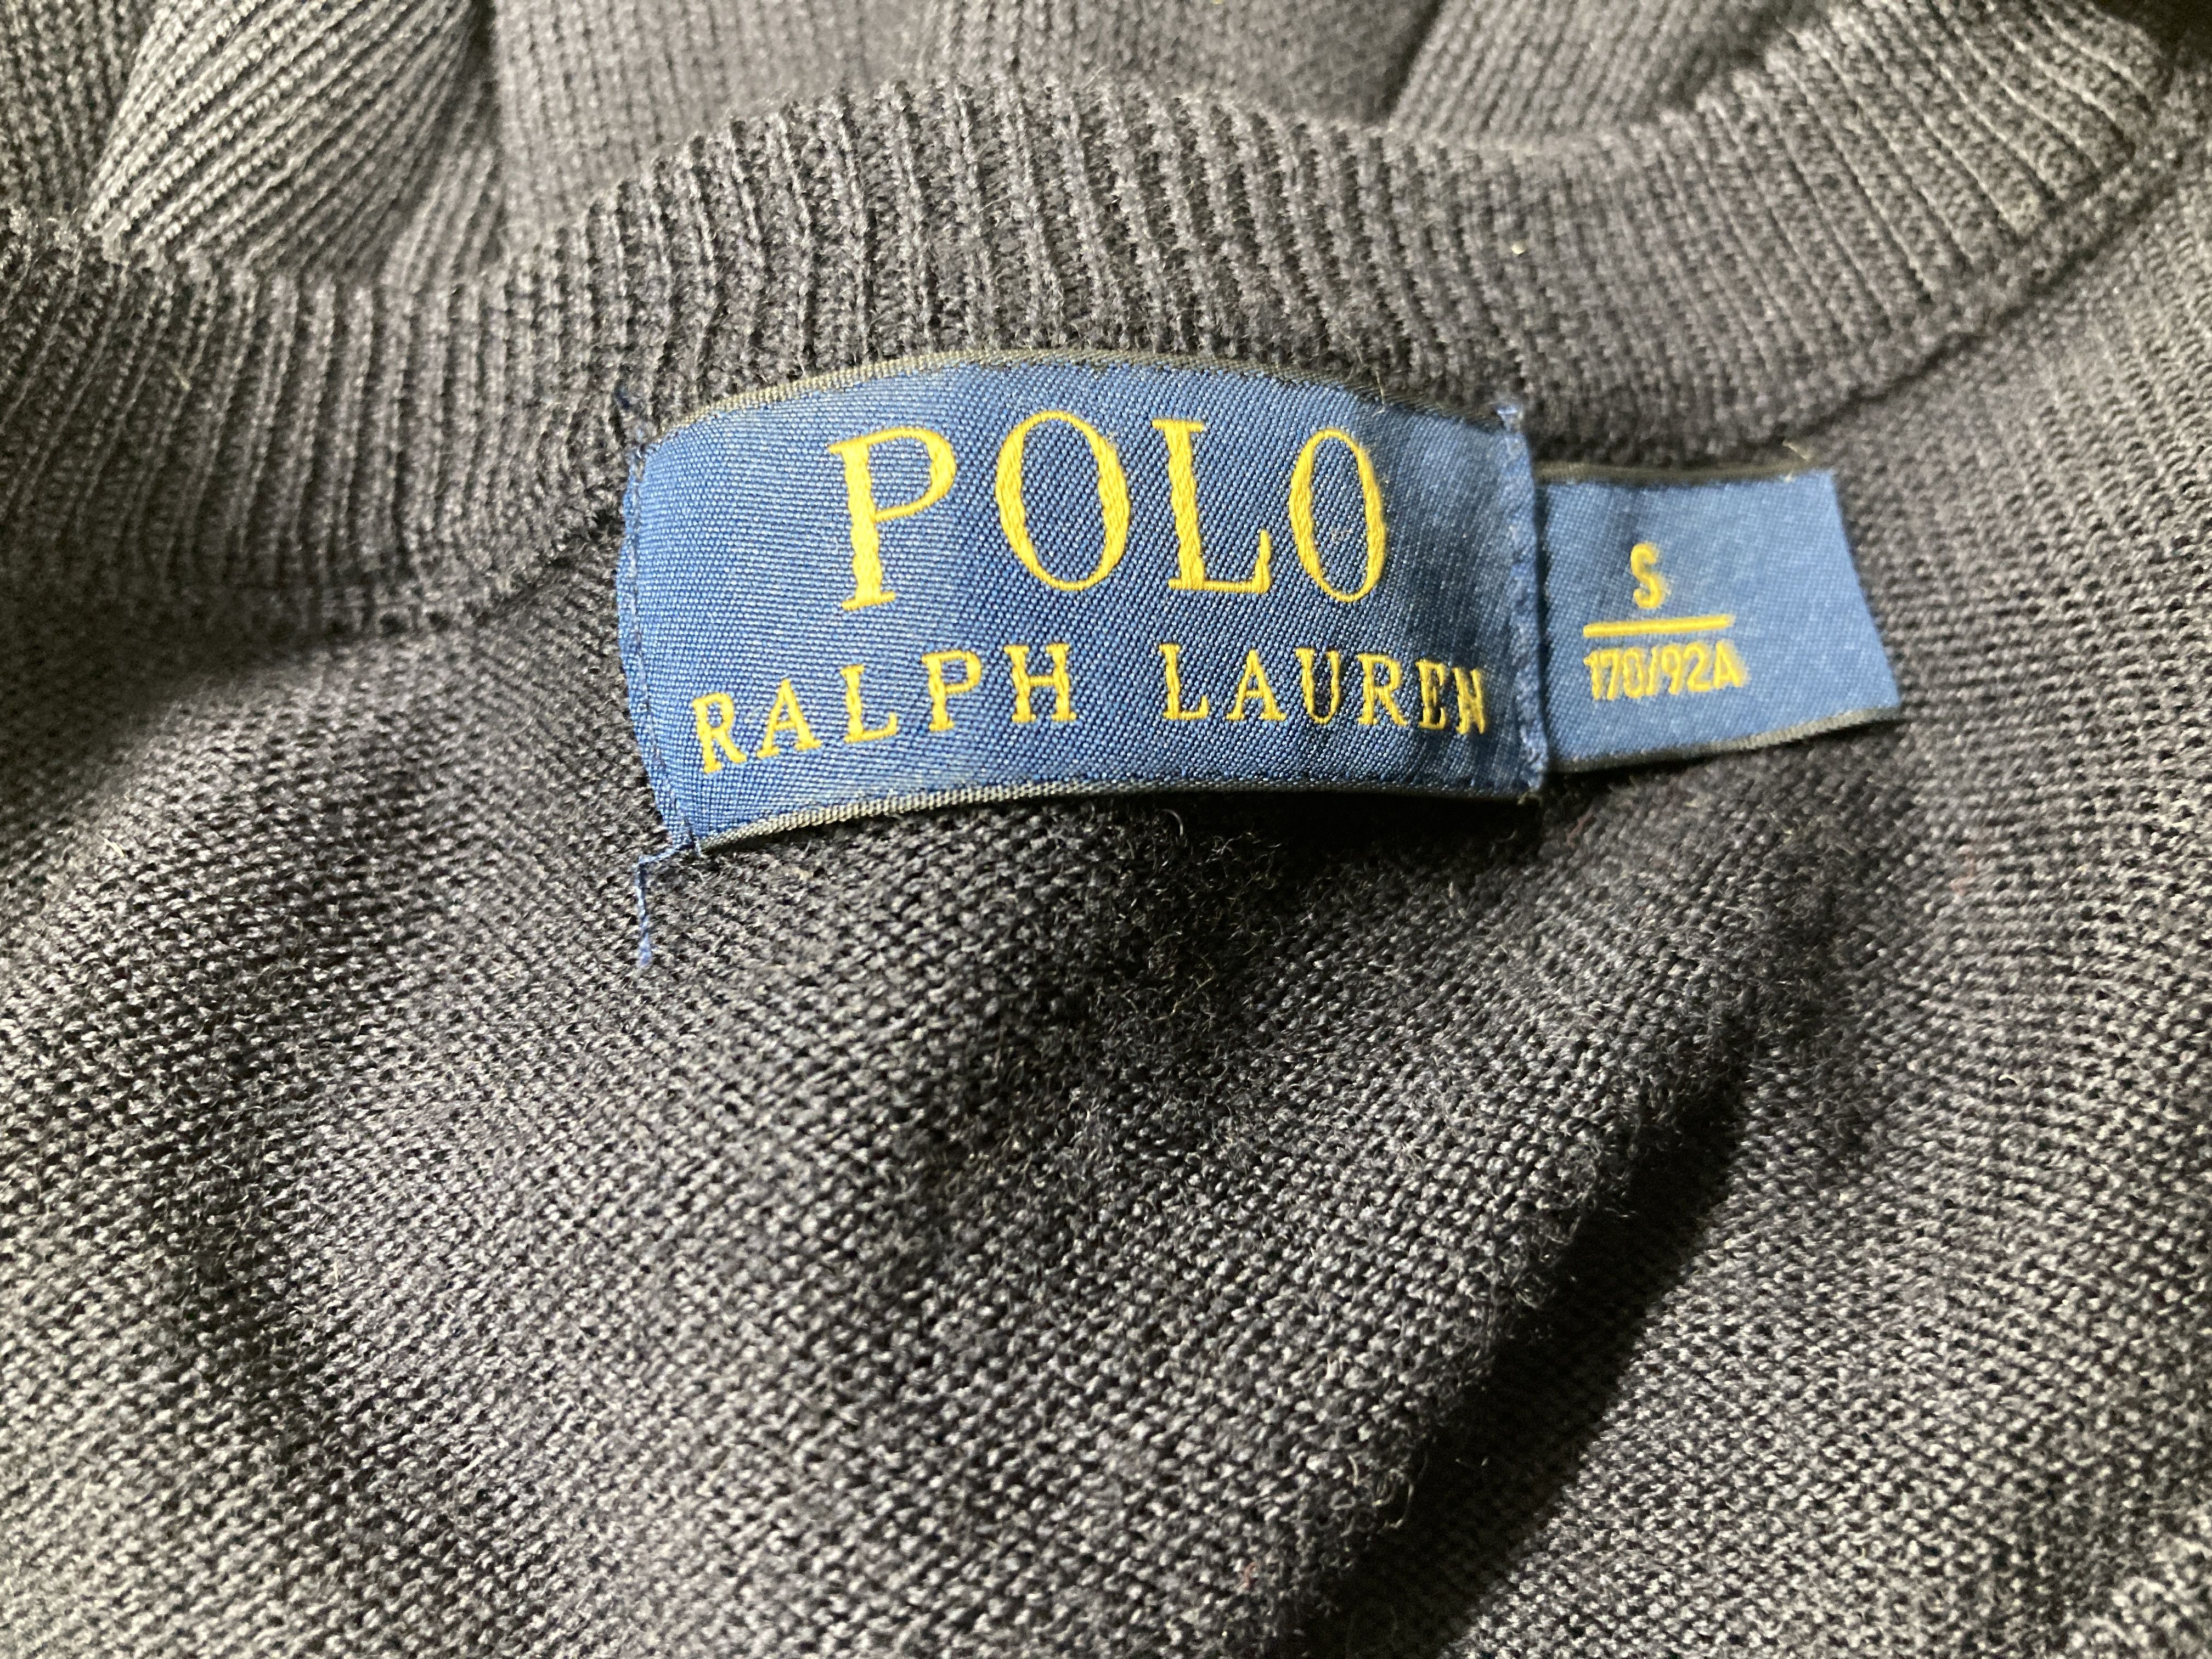 POLO
RALPH LAUREN
S
170/92A